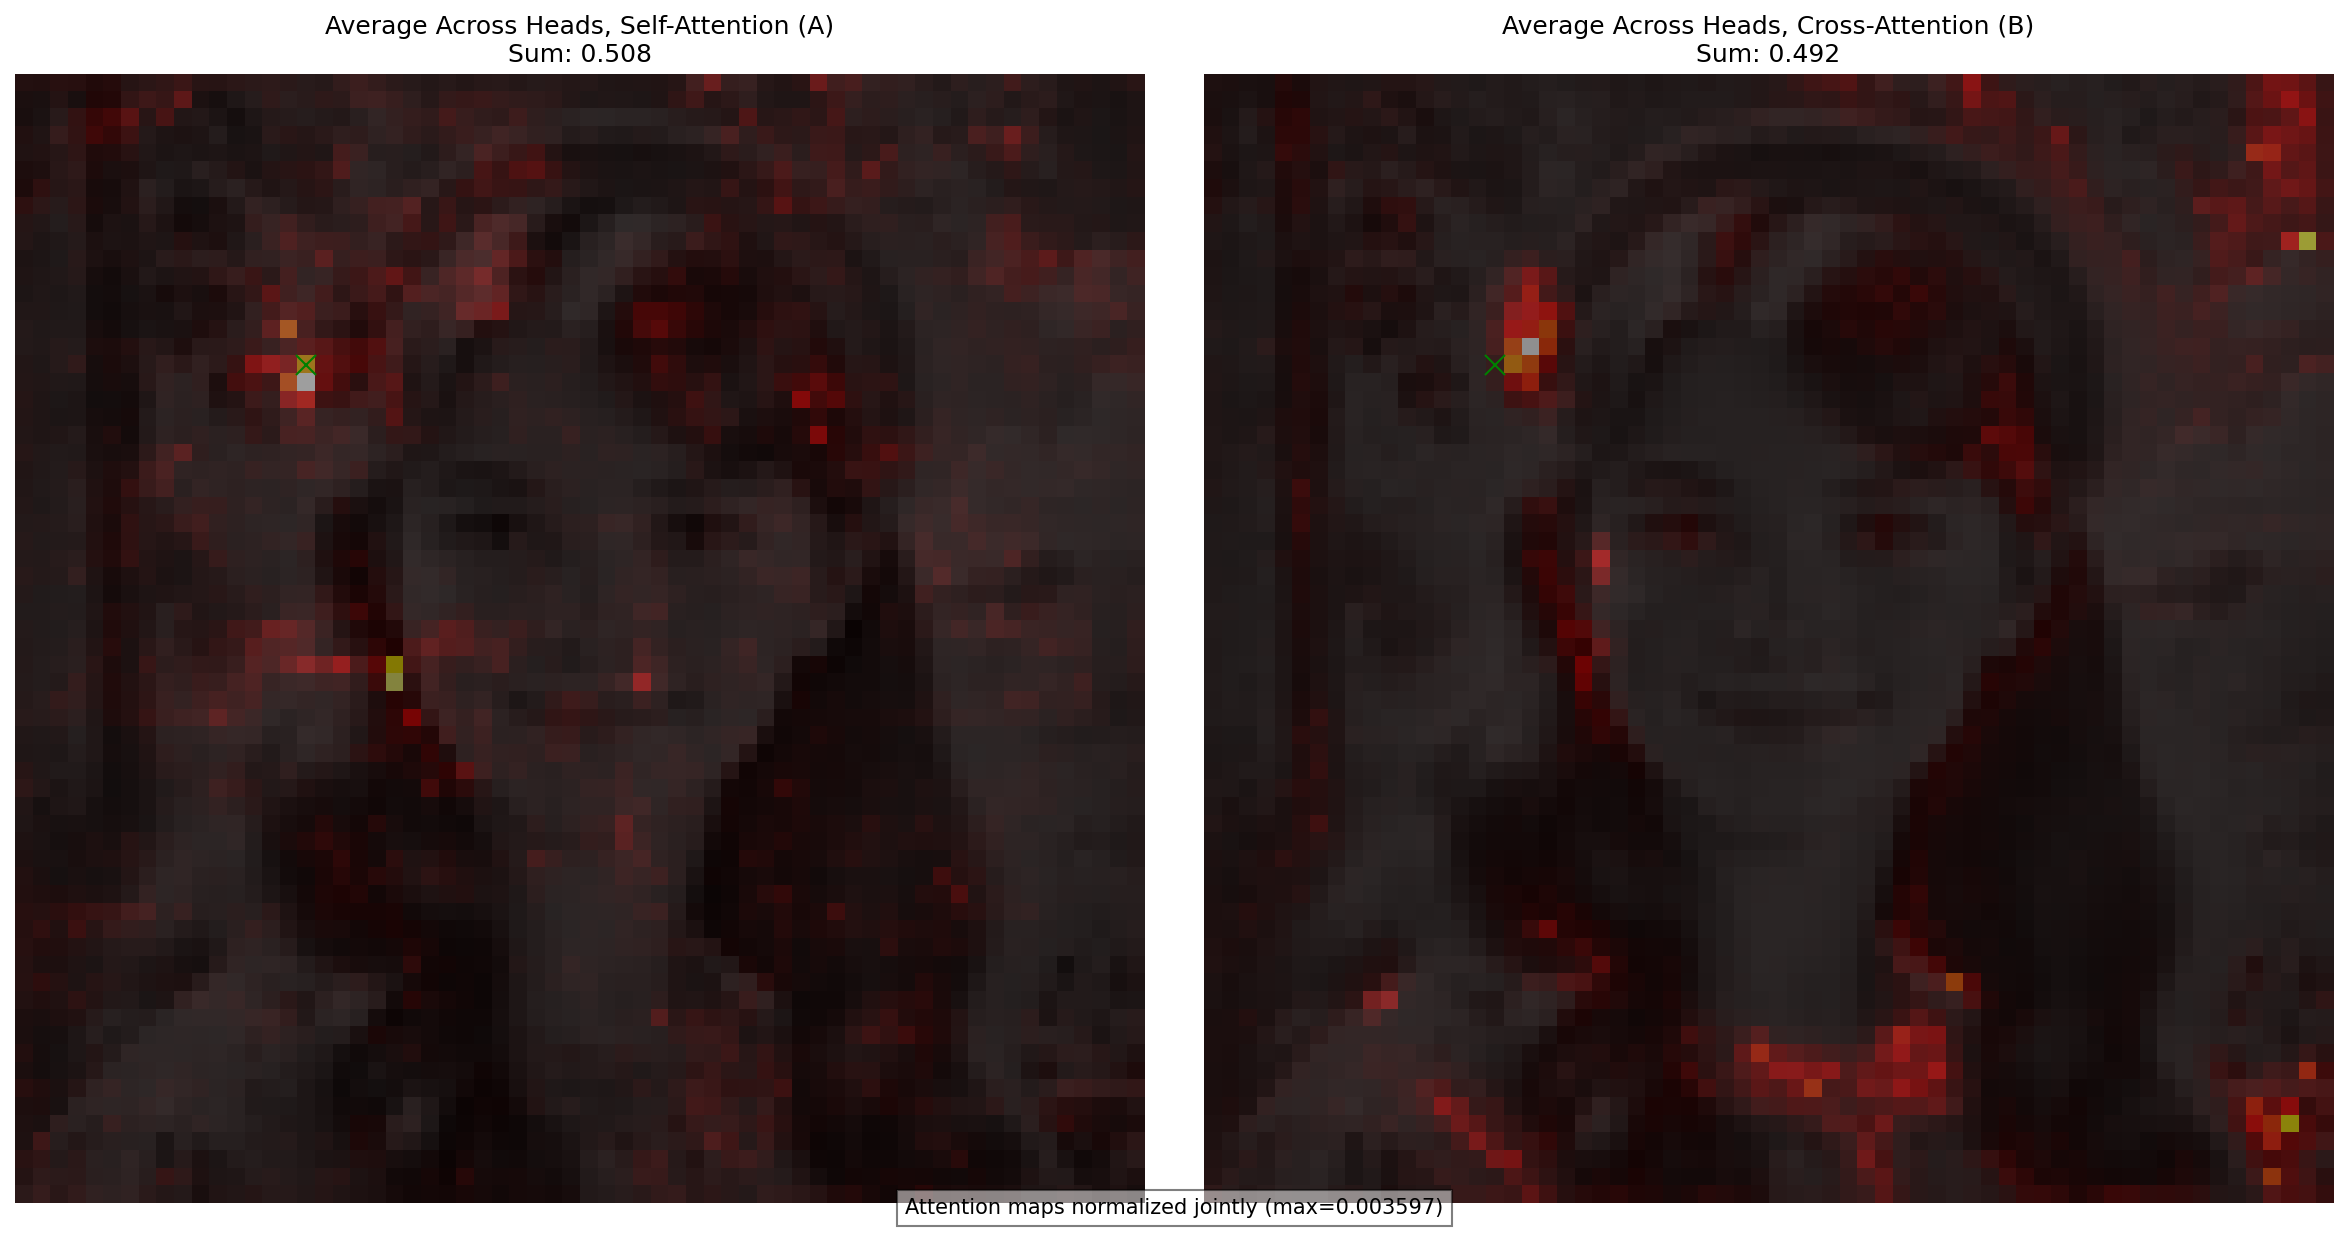 Average Across Heads, Self-Attention (A)
Sum: 0.508
Average Across Heads, Cross-Attention (B)
Sum: 0.492
Attention maps normalized jointly (max=0.003597)